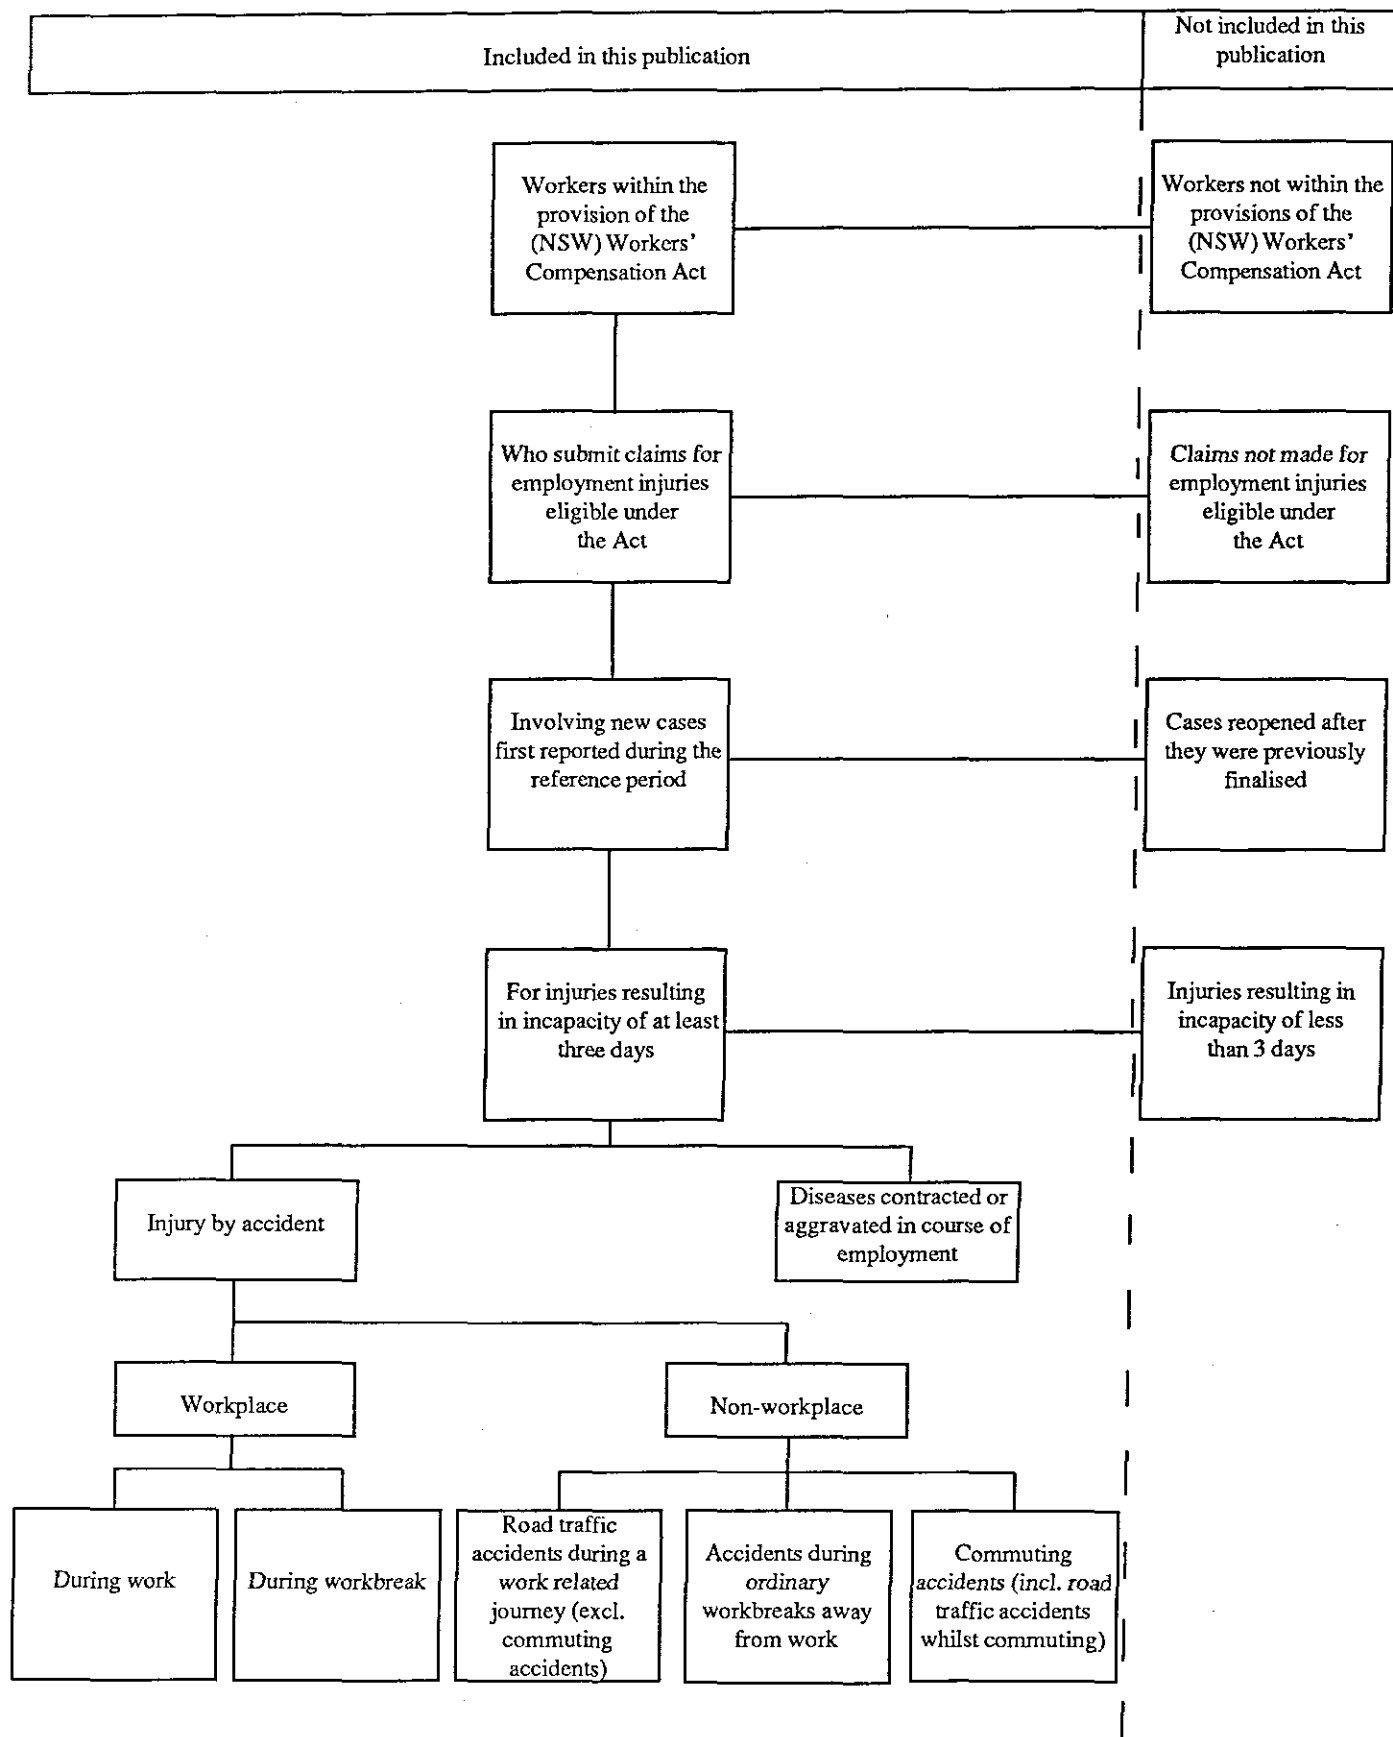 Included in this publication
Not included in this
publication
Workers within the
provision of the
(NSW) Workers'
Compensation Act
Workers not within the
provisions of the
(NSW) Workers'
Compensation Act
Who submit claims for
employment injuries
eligible under
the Act
Claims not made for
employment injuries
eligible under
the Act
Involving new cases
first reported during the
reference period
Cases reopened after
they were previously
finalised
For injuries resulting
in incapacity of at least
three days
Injuries resulting in
incapacity of less
than 3 days
Injury by accident
Diseases contracted or
aggravated in course of
employment
Workplace
Non-workplace
During work
During workbreak
Road traffic
accidents during a
work related
journey (excl.
commuting
accidents)
Accidents during
ordinary
workbreaks away
from work
Commuting
accidents (incl. road
traffic accidents
whilst commuting)